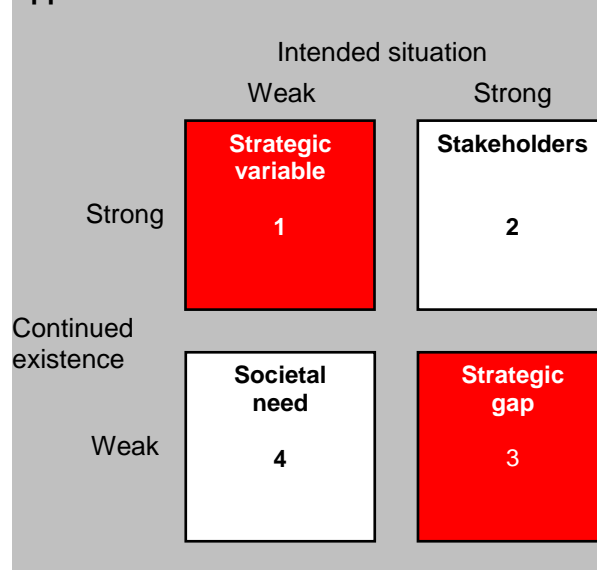 Intended situation
Weak Strong
Strategic variable
1
Stakeholders
2
Strong
Continued
existence
Societal
need
4
Strategic
gap
3
Weak